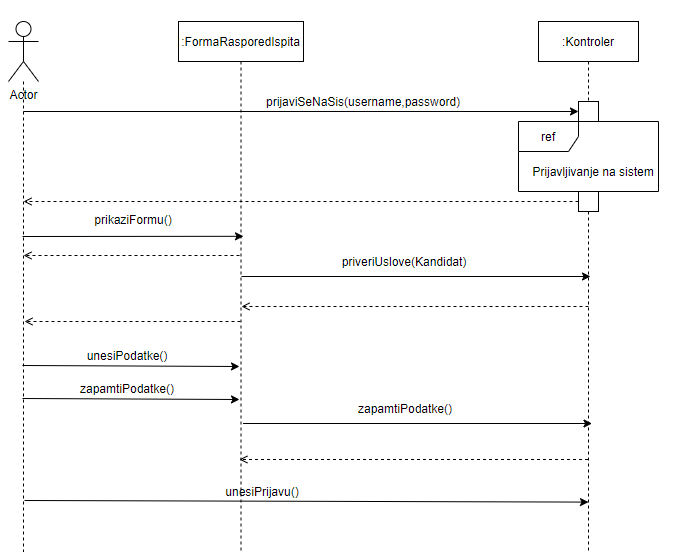 :FormaRasporedIspita
:Kontroler
Actor
prijaviSeNaSis(username,password)
ref
Prijavljivanje na sistem
prikaziFormu()
priveriUslove(Kandidat)
unesiPodatke()
zapamtiPodatke()
zapamtiPodatke()
unesiPrijavu()